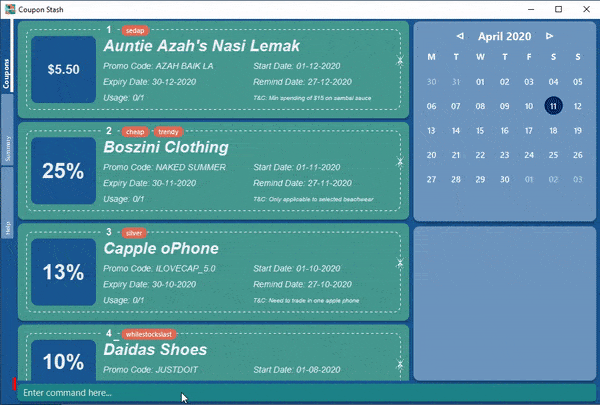 Coupon Stash
Coupons
Summary
Help
1 sedap
$5.50
Auntie Azah's Nasi Lemak
Promo Code: AZAH BAIK LA Start Date: 01-12-2020
Expiry Date: 30-12-2020 Remind Date: 27-12-2020
Usage: 0/1 T&C: Min spending of $15 on sambal sauce
2 cheap trendy
25%
Boszini Clothing
Promo Code: NAKED SUMMER Start Date: 01-11-2020
Expiry Date: 30-11-2020 Remind Date: 27-11-2020
Usage: 0/1 T&C: Only applicable to selected beachwear
3 silver
13%
Capple oPhone
Promo Code: ILOVECAP_5.0 Start Date: 01-10-2020
Expiry Date: 30-10-2020 Remind Date: 27-10-2020
Usage: 0/1 T&C: Need to trade in one apple phone
4 whilestockslast
10%
Daidas Shoes
Promo Code: JUSTDOIT Start Date: 01-08-2020
April 2020
M T W T F S S
30 31 01 02 03 04 05
06 07 08 09 10 11 12
13 14 15 16 17 18 19
20 21 22 23 24 25 26
27 28 29 30 01 02 03
Enter command here...